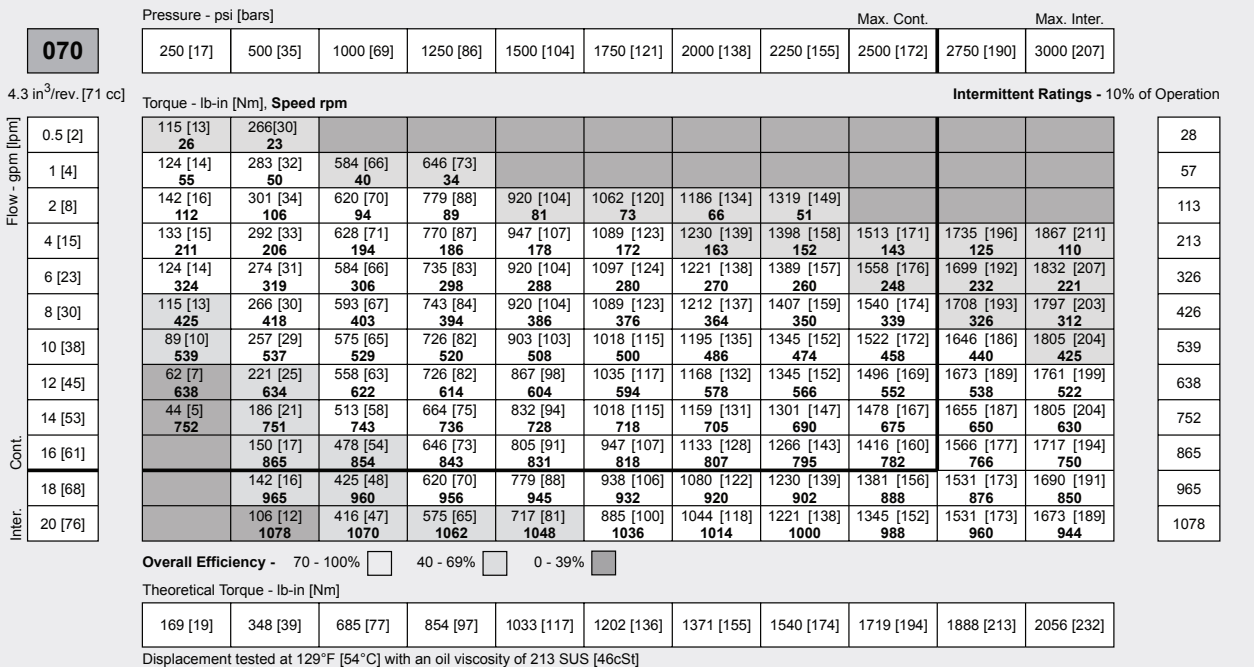 Pressure - psi [bars] Max. Cont. Max. Inter.
070 250 [17] 500 [35] 1000 [69] 1250 [86] 1500 [104] 1750 [121] 2000 [138] 2250 [155] 2500 [172] 2750 [190] 3000 [207]
4.3 in³/rev. [71 cc] Torque - lb-in [Nm], Speed rpm Intermittent Ratings - 10% of Operation
Flow - gpm [lpm]
0.5 [2] 115 [13] 266[30] 28
26 23
1 [4] 124 [14] 283 [32] 584 [66] 646 [73] 57
55 50 40 34
2 [8] 142 [16] 301 [34] 620 [70] 779 [88] 920 [104] 1062 [120] 1186 [134] 1319 [149] 113
112 106 94 89 81 73 66 51
4 [15] 133 [15] 292 [33] 628 [71] 770 [87] 947 [107] 1089 [123] 1230 [139] 1398 [158] 1513 [171] 1735 [196] 1867 [211] 213
211 206 194 186 178 172 163 152 143 125 110
6 [23] 124 [14] 274 [31] 584 [66] 735 [83] 920 [104] 1097 [124] 1221 [138] 1389 [157] 1558 [176] 1699 [192] 1832 [207] 326
324 319 306 298 288 280 270 260 248 232 221
8 [30] 115 [13] 266 [30] 593 [67] 743 [84] 920 [104] 1089 [123] 1212 [137] 1407 [159] 1540 [174] 1708 [193] 1797 [203] 426
425 418 403 394 386 376 364 350 339 326 312
10 [38] 89 [10] 257 [29] 575 [65] 726 [82] 903 [103] 1018 [115] 1195 [135] 1345 [152] 1522 [172] 1646 [186] 1805 [204] 539
539 537 529 520 508 500 486 474 458 440 425
12 [45] 62 [7] 221 [25] 558 [63] 726 [82] 867 [98] 1035 [117] 1168 [132] 1345 [152] 1496 [169] 1673 [189] 1761 [199] 638
638 634 622 614 604 594 578 566 552 538 522
14 [53] 44 [5] 186 [21] 513 [58] 664 [75] 832 [94] 1018 [115] 1159 [131] 1301 [147] 1478 [167] 1655 [187] 1805 [204] 752
752 751 743 736 728 718 705 690 675 650 630
Cont.
16 [61] 150 [17] 478 [54] 646 [73] 805 [91] 947 [107] 1133 [128] 1266 [143] 1416 [160] 1566 [177] 1717 [194] 865
865 854 843 831 818 807 795 782 766 750
18 [68] 142 [16] 425 [48] 620 [70] 779 [88] 938 [106] 1080 [122] 1230 [139] 1381 [156] 1531 [173] 1690 [191] 965
965 960 956 945 932 920 902 888 876 850
Inter.
20 [76] 106 [12] 416 [47] 575 [65] 717 [81] 885 [100] 1044 [118] 1221 [138] 1345 [152] 1531 [173] 1673 [189] 1078
1078 1070 1062 1048 1036 1014 1000 988 960 944
Overall Efficiency - 70 - 100% 40 - 69% 0 - 39%
Theoretical Torque - lb-in [Nm]
169 [19] 348 [39] 685 [77] 854 [97] 1033 [117] 1202 [136] 1371 [155] 1540 [174] 1719 [194] 1888 [213] 2056 [232]
Displacement tested at 129°F [54°C] with an oil viscosity of 213 SUS [46cSt]